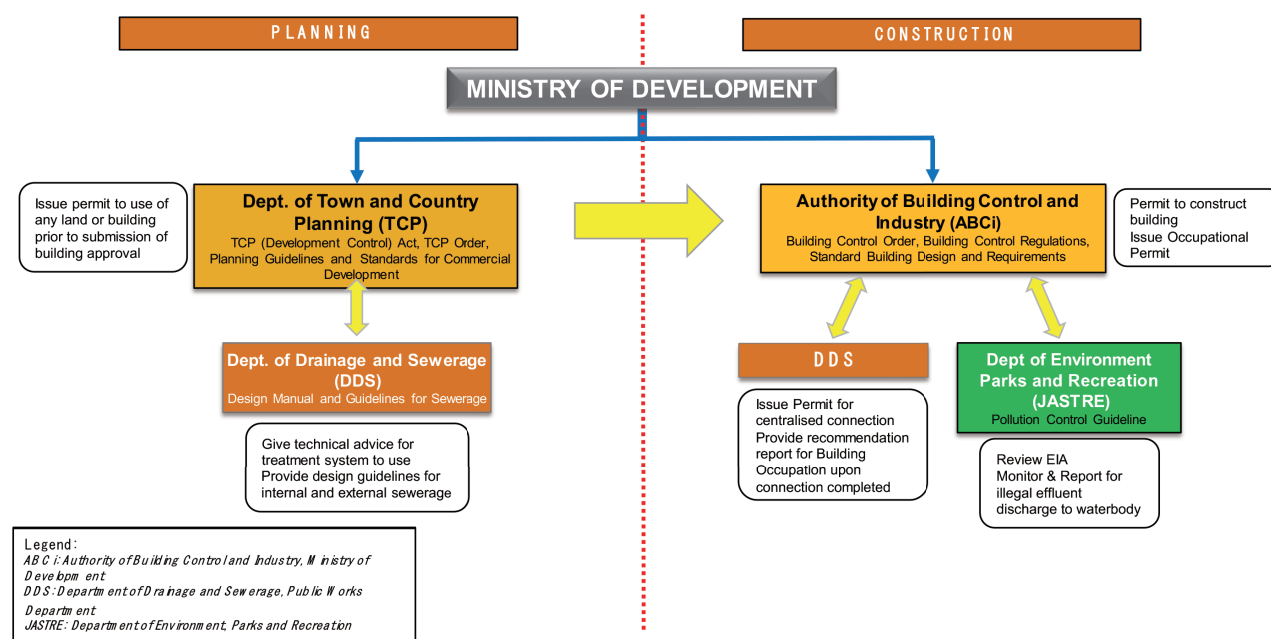 PLANNING
CONSTRUCTION
MINISTRY OF DEVELOPMENT
Issue permit to use of
any land or building
prior to submission of
building approval
Dept. of Town and Country
Planning (TCP)
TCP (Development Control) Act, TCP Order,
Planning Guidelines and Standards for Commercial
Development
Authority of Building Control and
Industry (ABCi)
Building Control Order, Building Control Regulations,
Standard Building Design and Requirements
Permit to construct
building
Issue Occupational
Permit
Dept. of Drainage and Sewerage
(DDS)
Design Manual and Guidelines for Sewerage
Give technical advice for
treatment system to use
Provide design guidelines for
internal and external sewerage
DDS
Issue Permit for
centralised connection
Provide recommendation
report for Building
Occupation upon
connection completed
Dept of Environment
Parks and Recreation
(JASTRE)
Pollution Control Guideline
Review EIA
Monitor & Report for
illegal effluent
discharge to waterbody
Legend:
ABCi: Authority of Building Control and Industry, Ministry of
Development
DDS: Department of Drainage and Sewerage, Public Works
Department
JASTRE: Department of Environment, Parks and Recreation